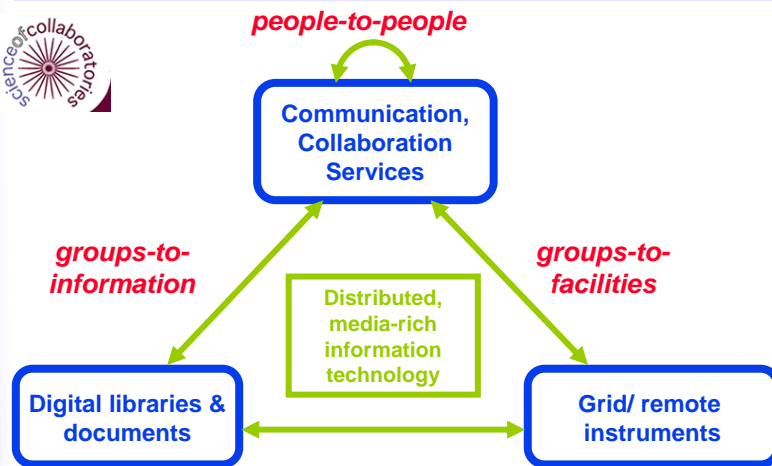 people-to-people
scienceofcollaboratories
Communication,
Collaboration
Services
groups-to-
information
groups-to-
facilities
Distributed,
media-rich
information
technology
Digital libraries &
documents
Grid/ remote
instruments